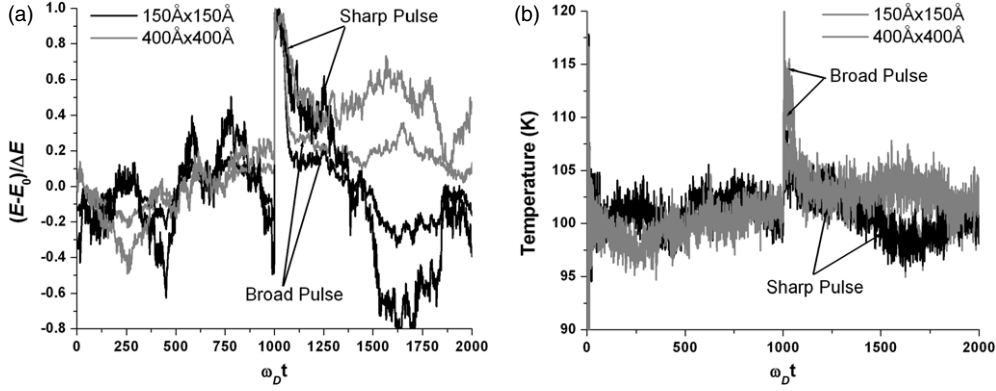 (a)
150Åx150Å
400Åx400Å
Sharp Pulse
Broad Pulse
(E-E0)/ΔE
1.0
0.8
0.6
0.4
0.2
0.0
-0.2
-0.4
-0.6
-0.8
0 250 500 750 1000 1250 1500 1750 2000
ωDt
(b)
150Åx150Å
400Åx400Å
Broad Pulse
Sharp Pulse
Temperature (K)
120
115
110
105
100
95
90
0 500 1000 1500 2000
ωDt